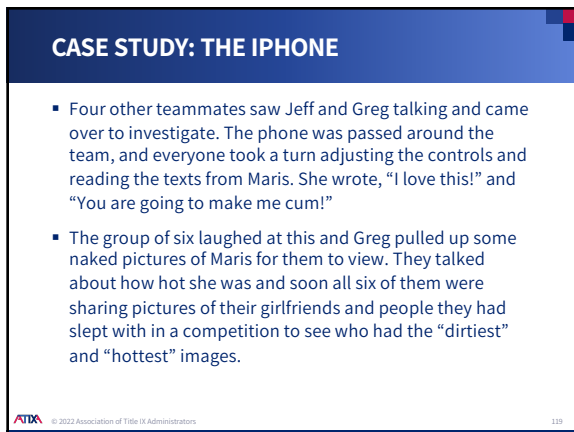 CASE STUDY: THE IPHONE
▪ Four other teammates saw Jeff and Greg talking and came
over to investigate. The phone was passed around the
team, and everyone took a turn adjusting the controls and
reading the texts from Maris. She wrote, “I love this!” and
“You are going to make me cum!”
▪ The group of six laughed at this and Greg pulled up some
naked pictures of Maris for them to view. They talked
about how hot she was and soon all six of them were
sharing pictures of their girlfriends and people they had
slept with in a competition to see who had the “dirtiest”
and “hottest” images.
ATIXA © 2022 Association of Title IX Administrators
119